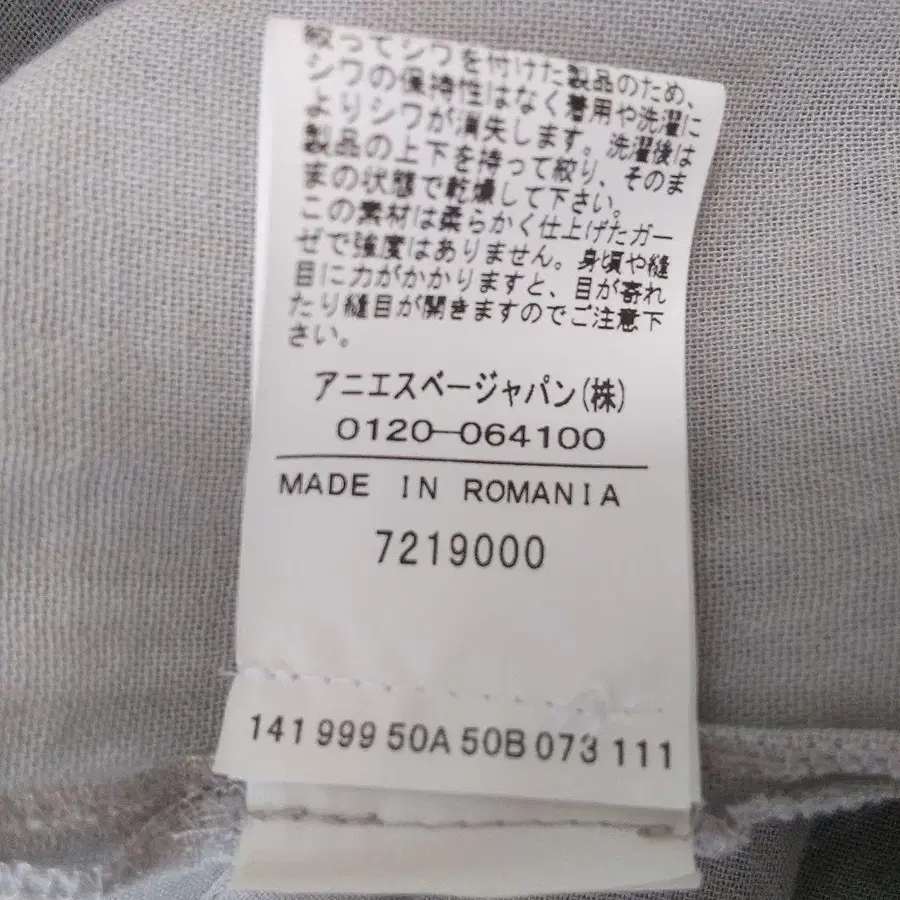 絞ってシワを付けた製品のため、
シワの保持性はなく着用や洗濯に
よりシワが消失します。洗濯後は
製品の上下を持って絞り、そのま
まの状態で乾燥して下さい。
この素材は柔らかく仕上げたガー
ゼで強度はありません。身頃や縫
目に力がかかりますと、目が寄れ
たり縫目が開きますのでご注意下
さい。
アニエスベージャパン(株)
0120-064100
MADE IN ROMANIA
7219000
141 999 50A 50B 073 111